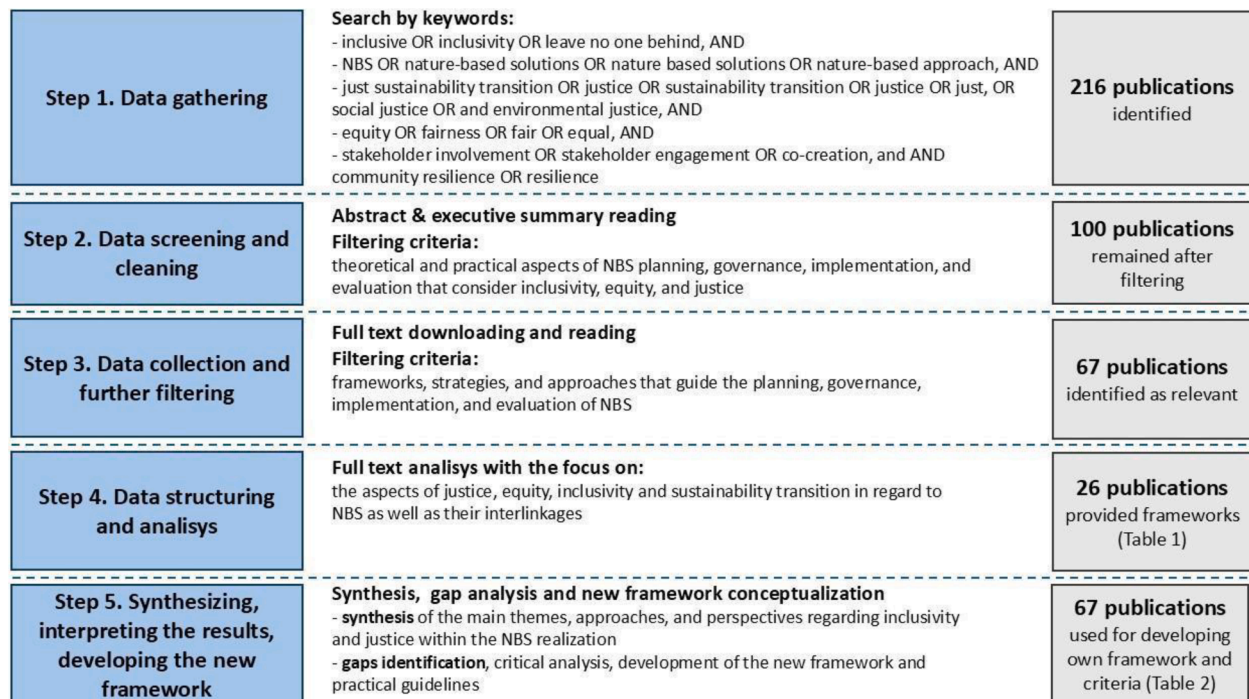 Step 1. Data gathering
Search by keywords:
- inclusive OR inclusivity OR leave no one behind, AND
- NBS OR nature-based solutions OR nature based solutions OR nature-based approach, AND
- just sustainability transition OR justice OR sustainability transition OR justice OR just, OR
social justice OR and environmental justice, AND
- equity OR fairness OR fair OR equal, AND
- stakeholder involvement OR stakeholder engagement OR co-creation, and AND
community resilience OR resilience
216 publications
identified
Step 2. Data screening and
cleaning
Abstract & executive summary reading
Filtering criteria:
theoretical and practical aspects of NBS planning, governance, implementation, and
evaluation that consider inclusivity, equity, and justice
100 publications
remained after
filtering
Step 3. Data collection and
further filtering
Full text downloading and reading
Filtering criteria:
frameworks, strategies, and approaches that guide the planning, governance,
implementation, and evaluation of NBS
67 publications
identified as relevant
Step 4. Data structuring
and analisys
Full text analisys with the focus on:
the aspects of justice, equity, inclusivity and sustainability transition in regard to
NBS as well as their interlinkages
26 publications
provided frameworks
(Table 1)
Step 5. Synthesizing,
interpreting the results,
developing the new
framework
Synthesis, gap analysis and new framework conceptualization
- synthesis of the main themes, approaches, and perspectives regarding inclusivity
and justice within the NBS realization
- gaps identification, critical analysis, development of the new framework and
practical guidelines
67 publications
used for developing
own framework and
criteria (Table 2)